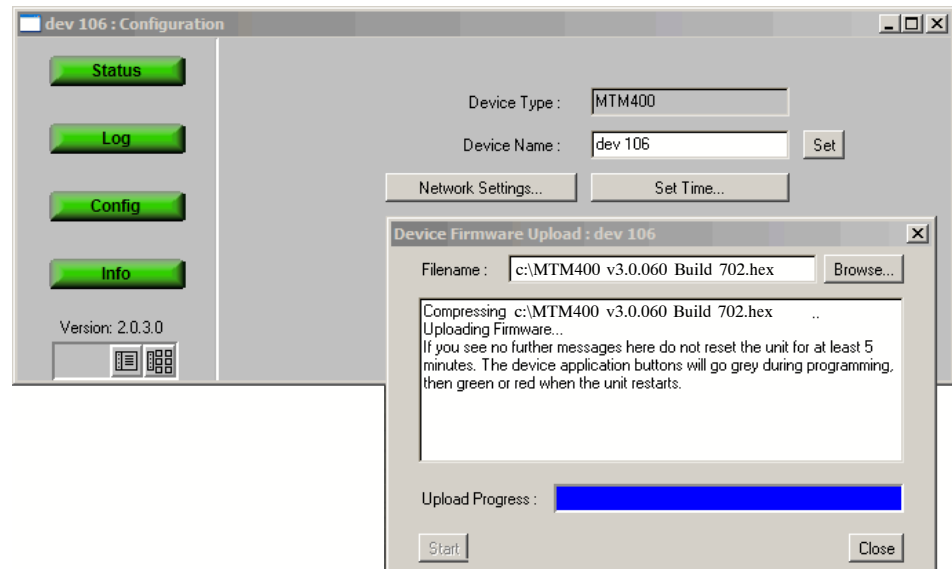 dev 106 : Configuration
Status
Log
Config
Info
Version: 2.0.3.0
Device Type :
MTM400
Device Name :
dev 106
Set
Network Settings...
Set Time...
Device Firmware Upload : dev 106
Filename :
c:\MTM400 v3.0.060 Build 702.hex
Browse...
Compressing c:\MTM400 v3.0.060 Build 702.hex ..
Uploading Firmware...
If you see no further messages here do not reset the unit for at least 5
minutes. The device application buttons will go grey during programming,
then green or red when the unit restarts.
Upload Progress :
Start
Close